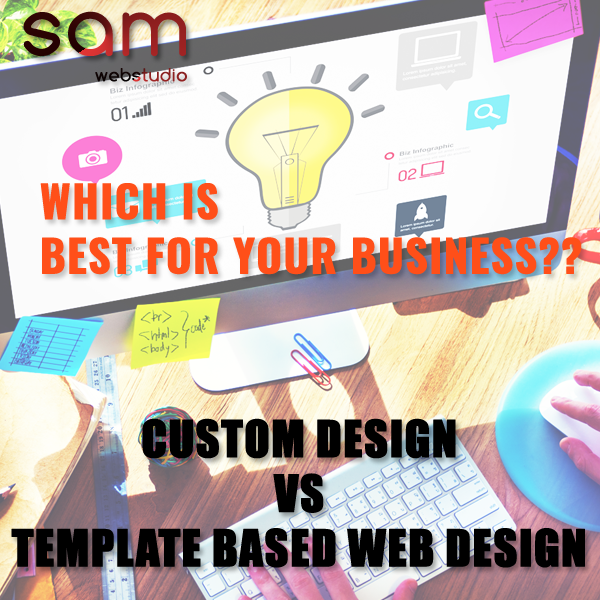 sam
webstudio
Biz Infographic
01
Biz Infographic
02
WHICH IS
BEST FOR YOUR BUSINESS??
03
<br>
<html> } code*
<body>
CUSTOM DESIGN
VS
TEMPLATE BASED WEB DESIGN